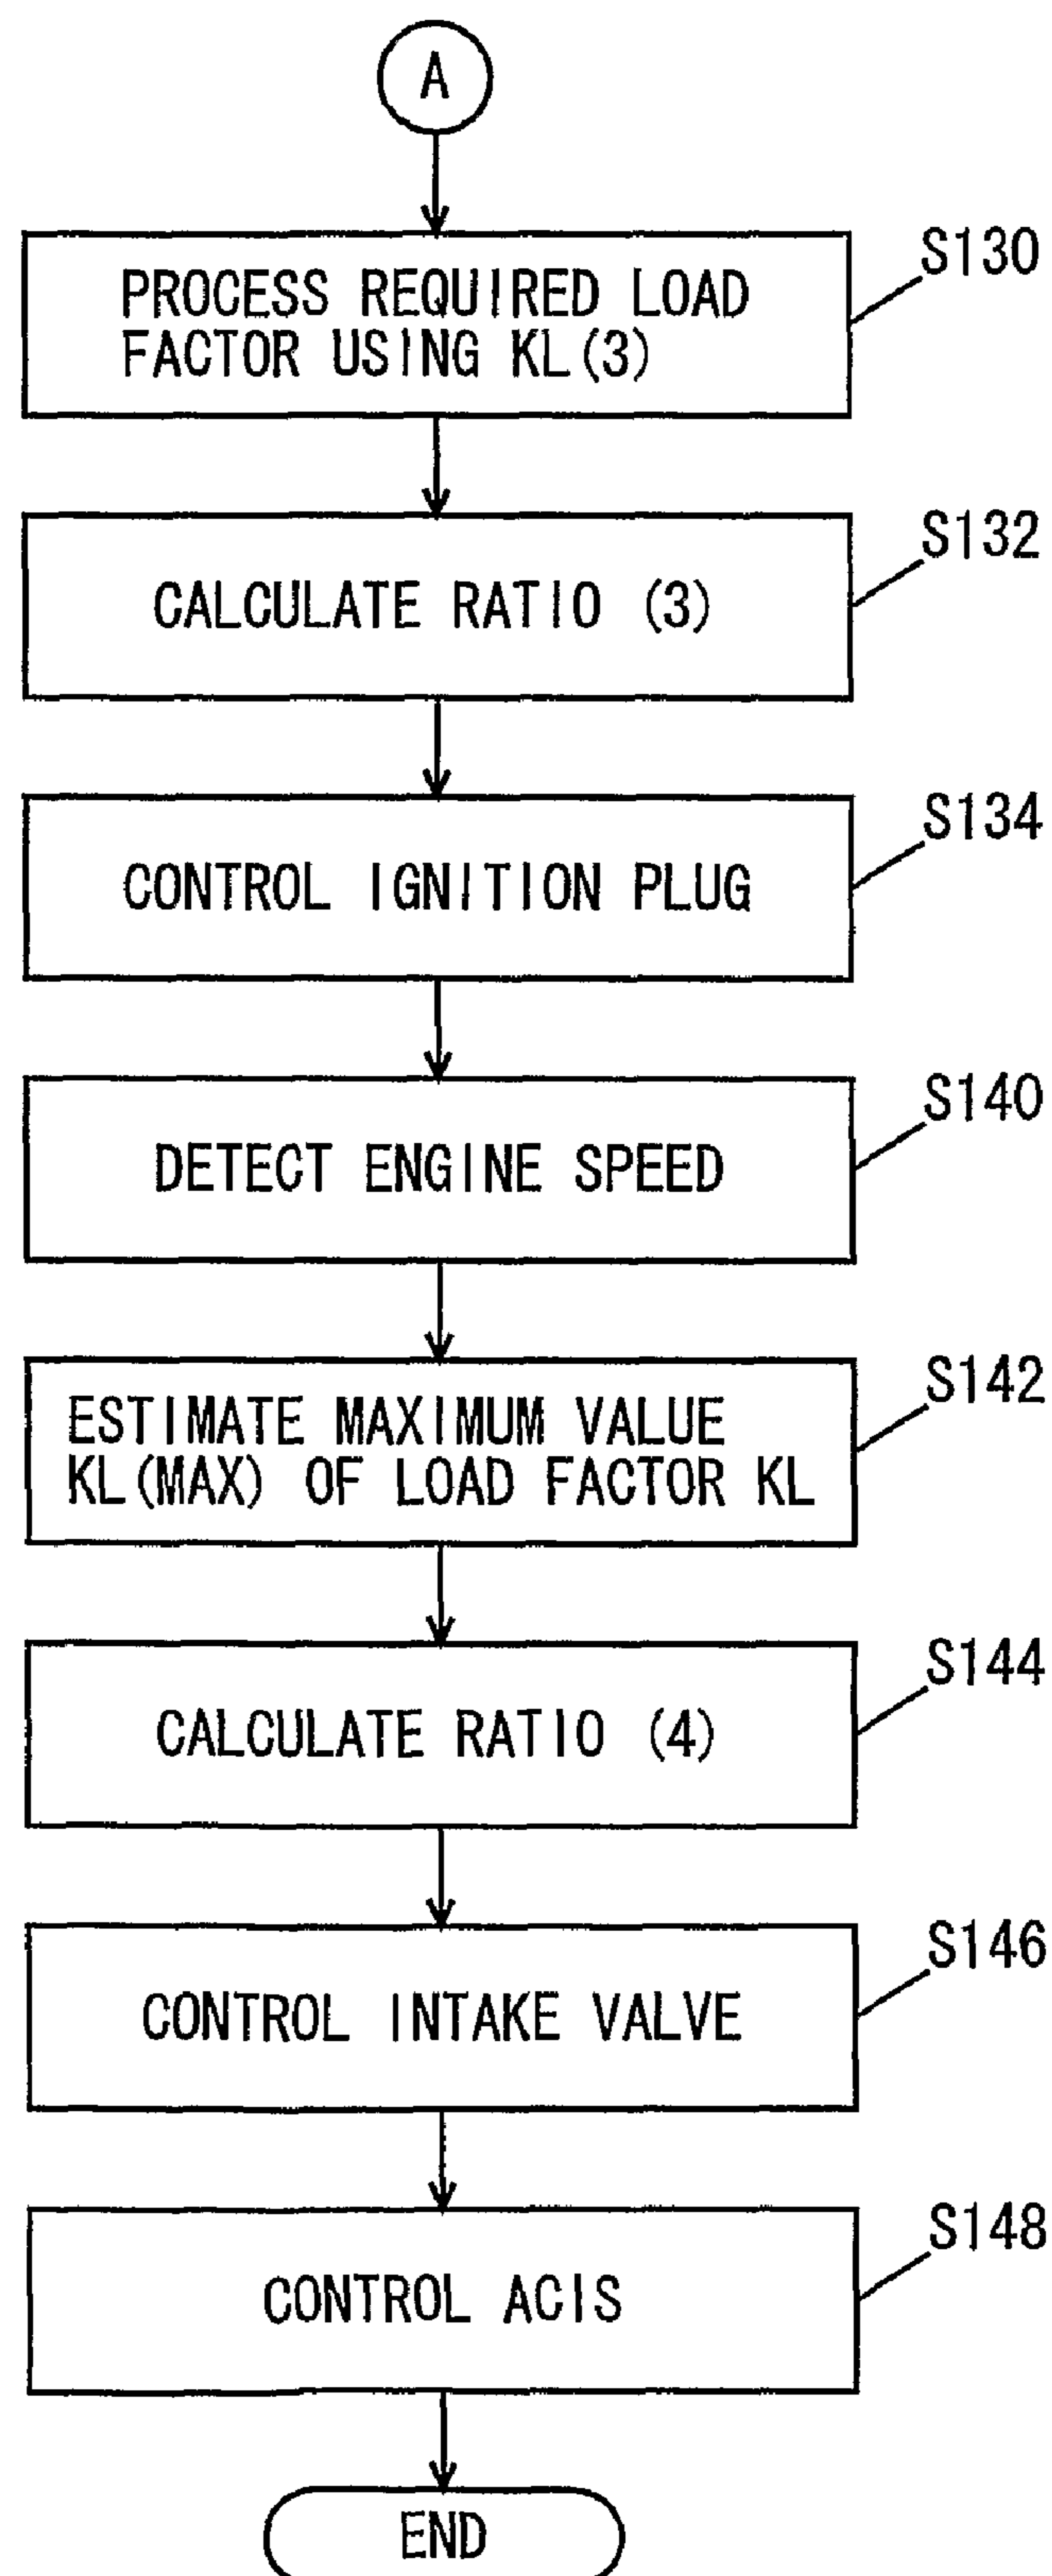 A
S130
PROCESS REQUIRED LOAD
FACTOR USING KL(3)
S132
CALCULATE RATIO (3)
S134
CONTROL IGNITION PLUG
S140
DETECT ENGINE SPEED
S142
ESTIMATE MAXIMUM VALUE
KL(MAX) OF LOAD FACTOR KL
S144
CALCULATE RATIO (4)
S146
CONTROL INTAKE VALVE
S148
CONTROL ACIS
END